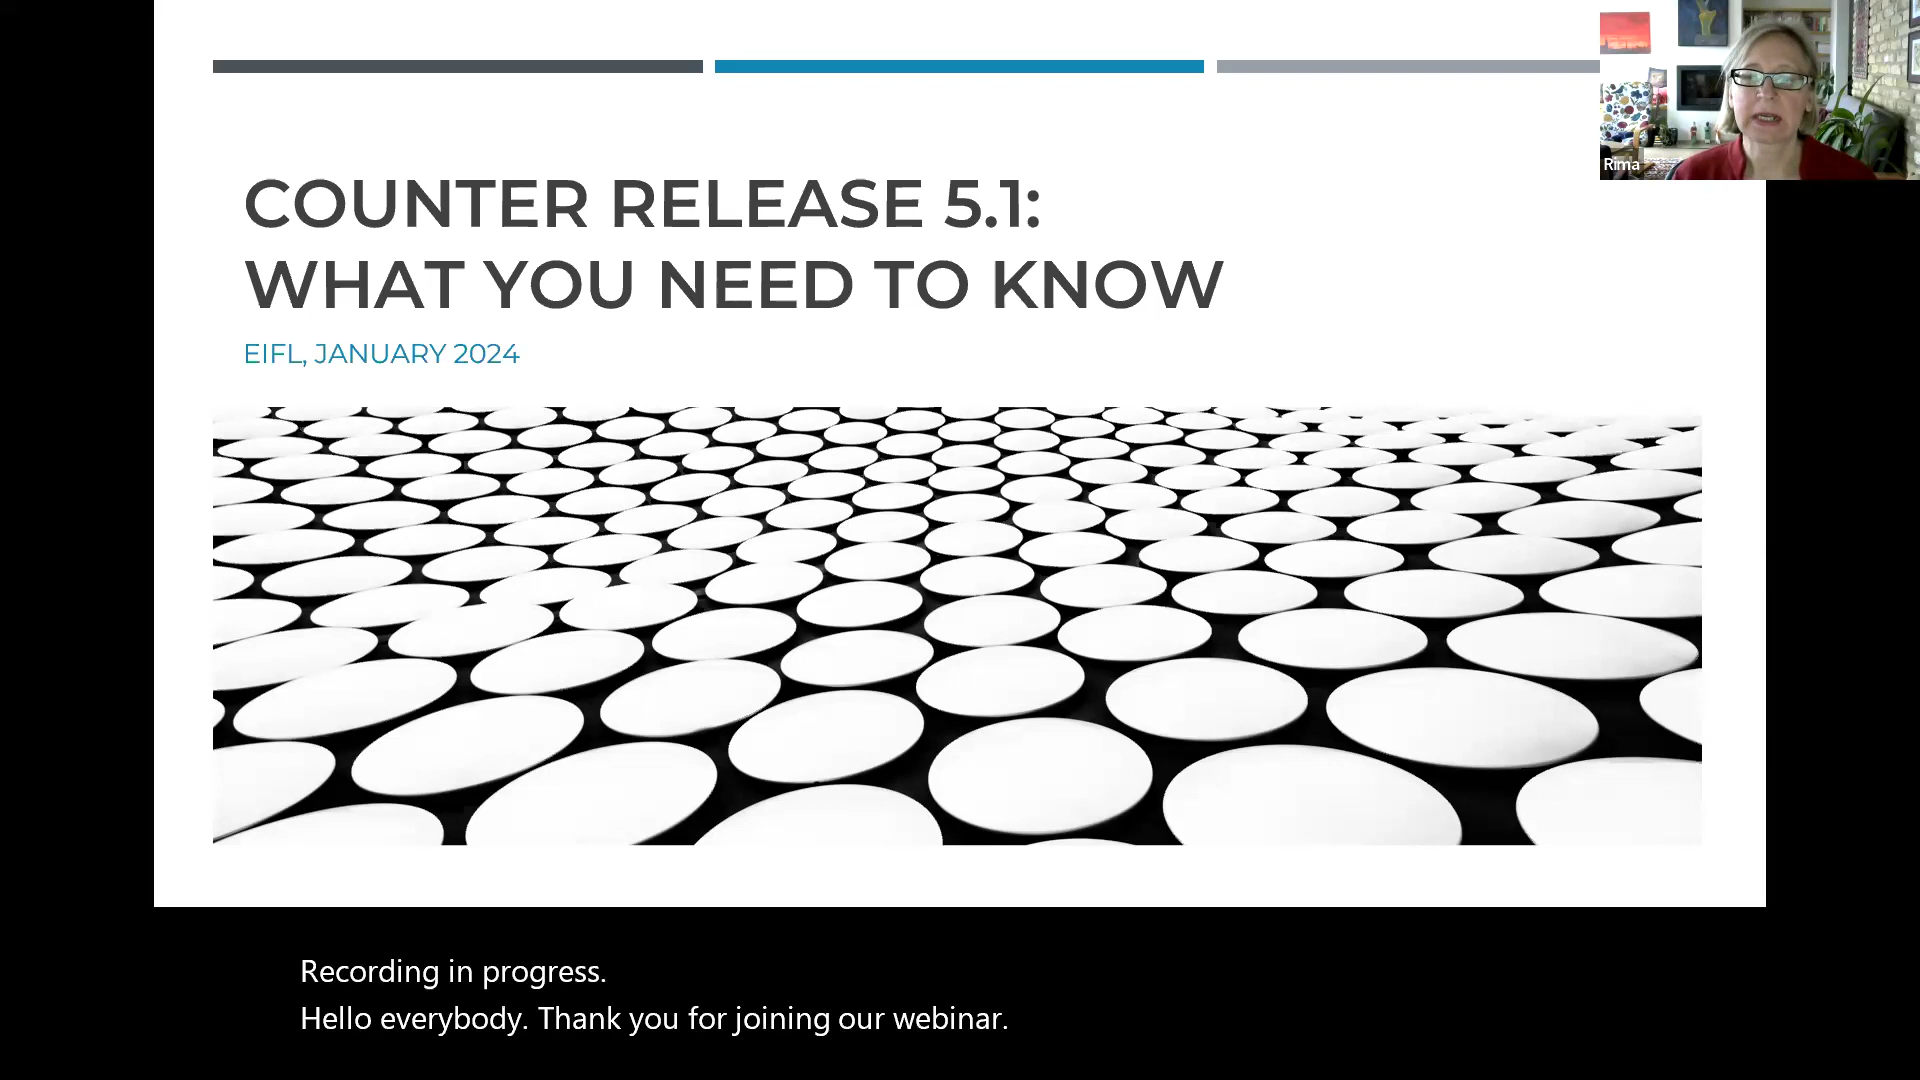 COUNTER RELEASE 5.1:
WHAT YOU NEED TO KNOW
EIFL, JANUARY 2024
Rima
Recording in progress.
Hello everybody. Thank you for joining our webinar.